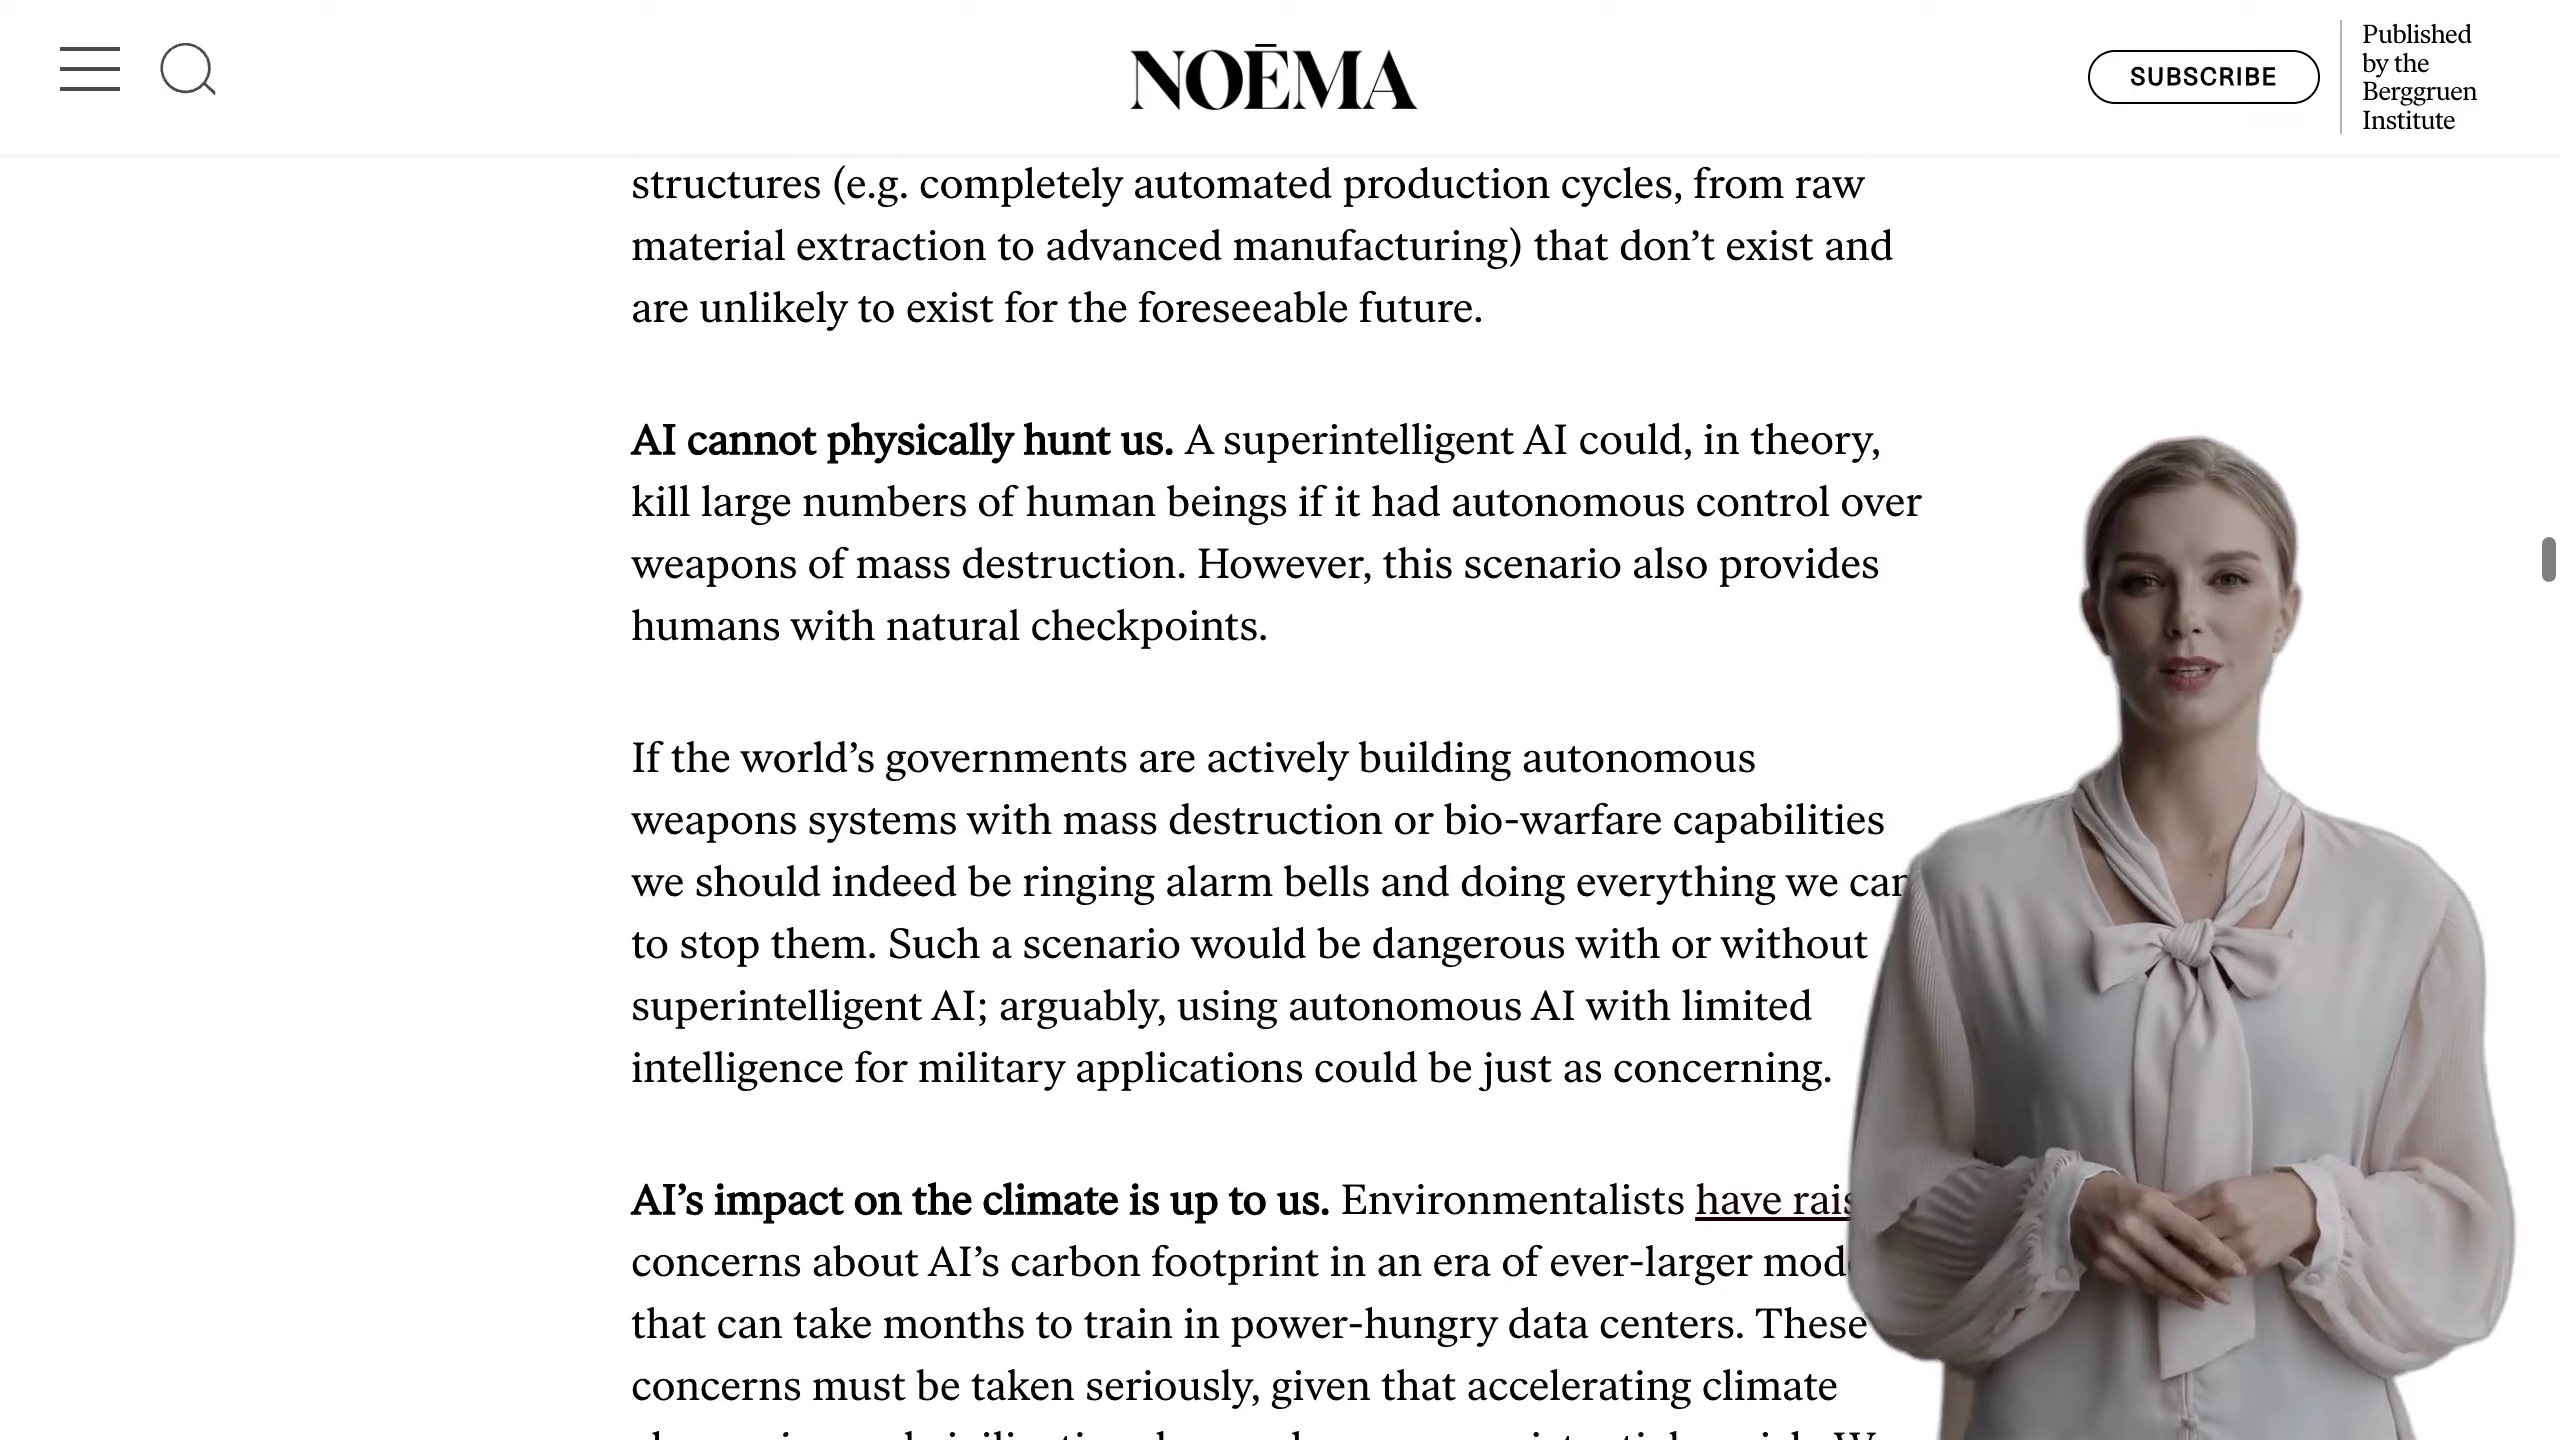 NOĒMA
SUBSCRIBE
Published
by the
Berggruen
Institute
structures (e.g. completely automated production cycles, from raw
material extraction to advanced manufacturing) that don’t exist and
are unlikely to exist for the foreseeable future.
AI cannot physically hunt us. A superintelligent AI could, in theory,
kill large numbers of human beings if it had autonomous control over
weapons of mass destruction. However, this scenario also provides
humans with natural checkpoints.
If the world’s governments are actively building autonomous
weapons systems with mass destruction or bio-warfare capabilities
we should indeed be ringing alarm bells and doing everything we can
to stop them. Such a scenario would be dangerous with or without
superintelligent AI; arguably, using autonomous AI with limited
intelligence for military applications could be just as concerning.
AI’s impact on the climate is up to us. Environmentalists have
concerns about AI’s carbon footprint in an era of ever-larger
that can take months to train in power-hungry data centers. These
concerns must be taken seriously, given that accelerating climate